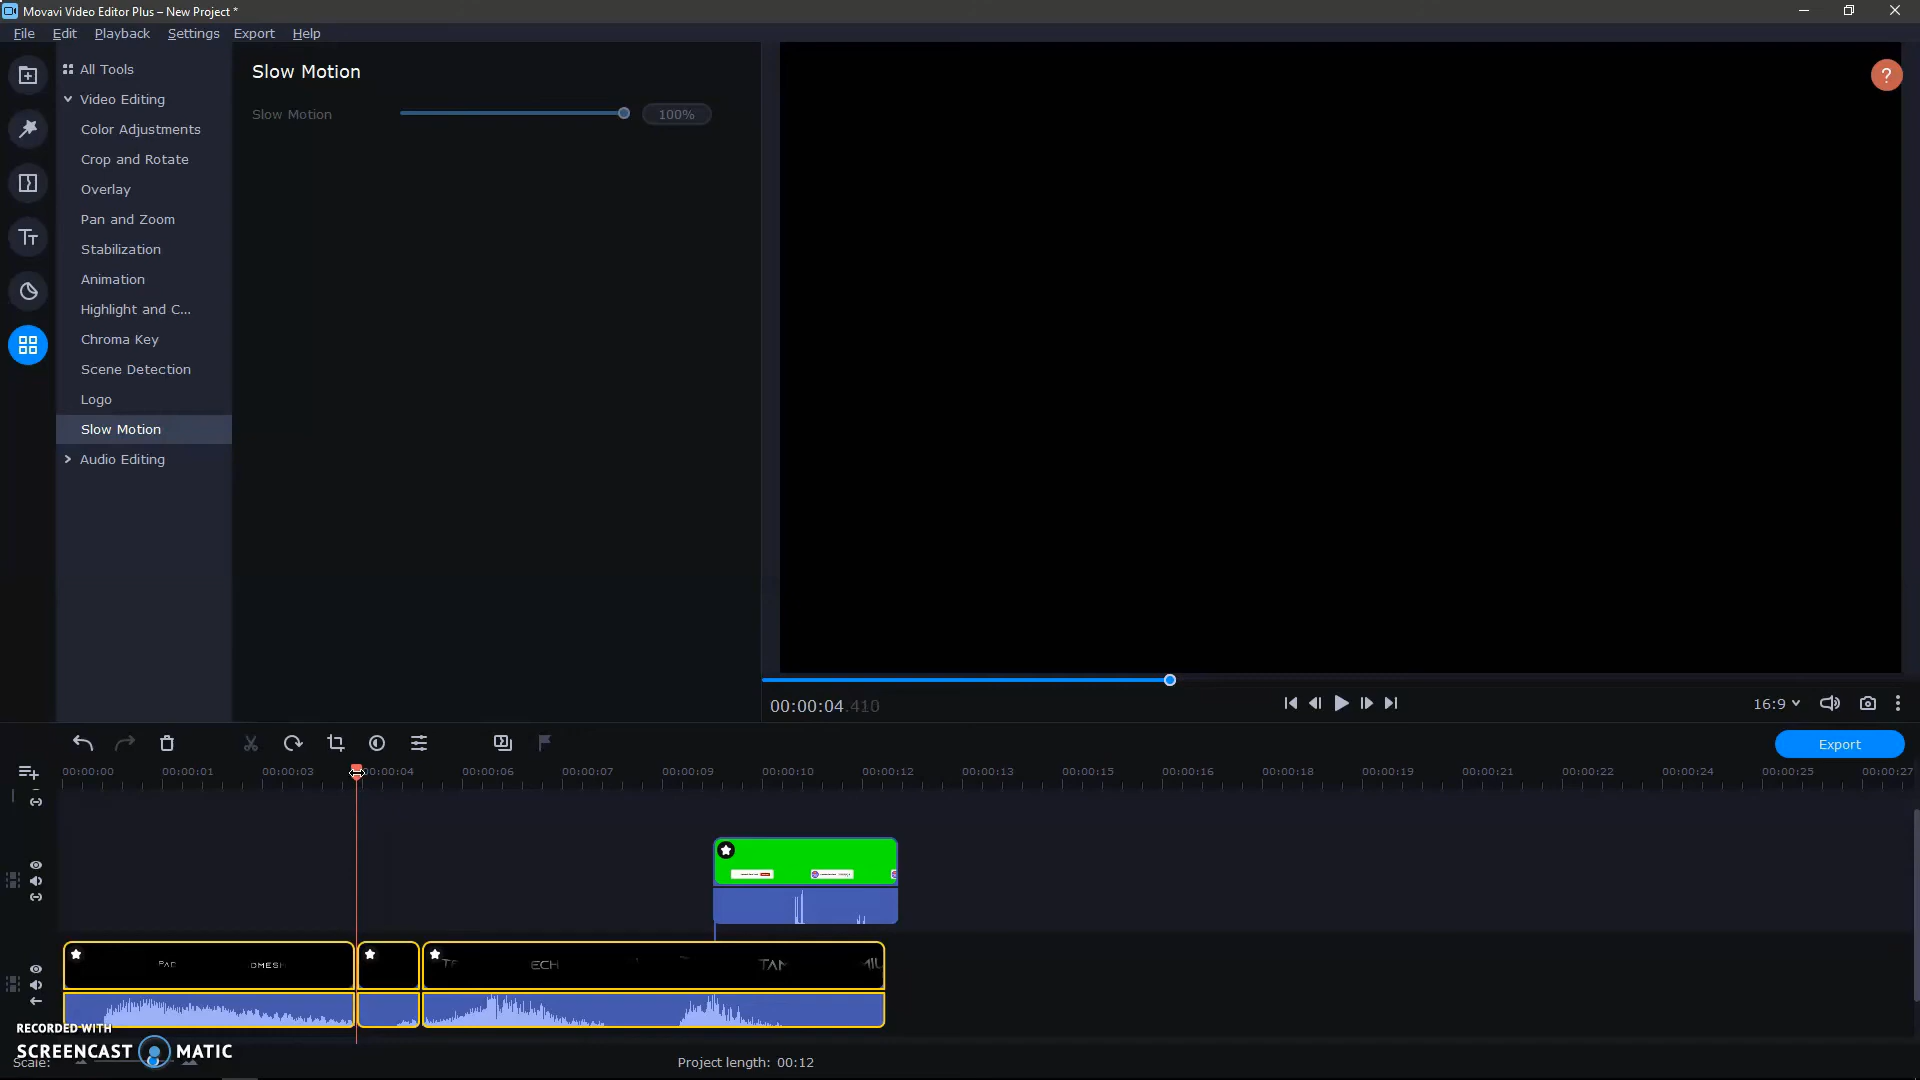 Movavi Video Editor Plus – New Project *
File Edit Playback Settings Export Help
All Tools
Video Editing
Color Adjustments
Crop and Rotate
Overlay
Pan and Zoom
Stabilization
Animation
Highlight and C...
Chroma Key
Scene Detection
Logo
Slow Motion
Audio Editing
Slow Motion
Slow Motion 100%
?
00:00:04.410
16:9
Export
00:00:00 00:00:01 00:00:03 00:00:04 00:00:06 00:00:07 00:00:09 00:00:10 00:00:12 00:00:13 00:00:15 00:00:16 00:00:18 00:00:19 00:00:21 00:00:22 00:00:24 00:00:25 00:00:27
PAC OMESH ECH TAN
RECORDED WITH
SCREENCAST MATIC
Scale:
Project length: 00:12